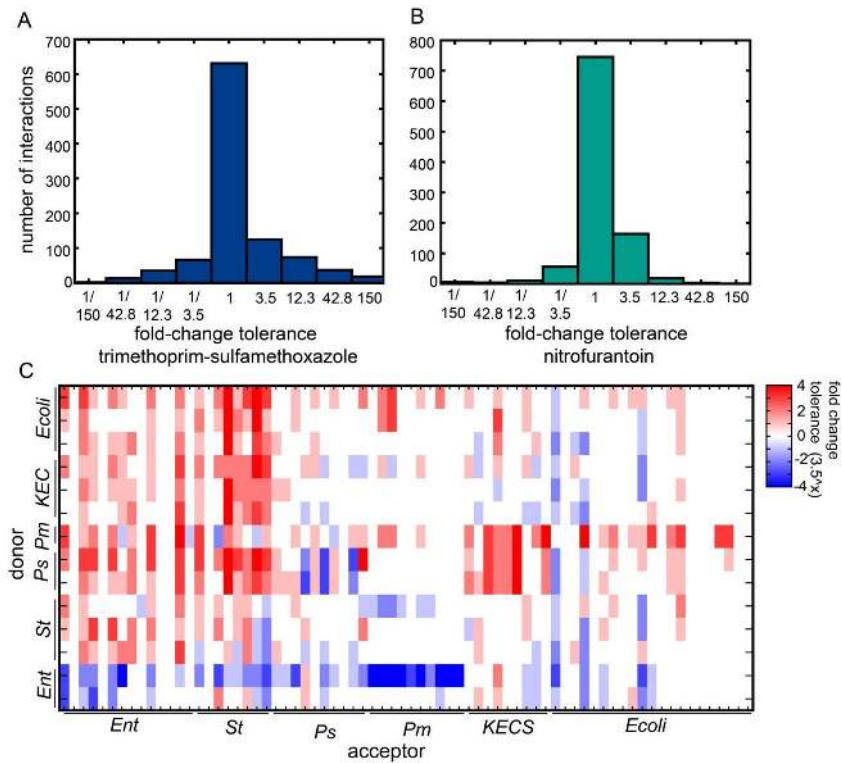 A
B
number of interactions
700
600
500
400
300
200
100
0
1/150
1/42.8
1/12.3
1/3.5
1
3.5
12.3
42.8
150
fold-change tolerance
trimethoprim-sulfamethoxazole
800
700
600
500
400
300
200
100
0
1/150
1/42.8
1/12.3
1/3.5
1
3.5
12.3
42.8
150
fold-change tolerance
nitrofurantoin
C
donor
Ecoli
KEC
Pm
Ps
St
Ent
Ent
St
Ps
Pm
KECS
Ecoli
acceptor
4
2
0
-2
-4
fold change
tolerance (3.5^x)